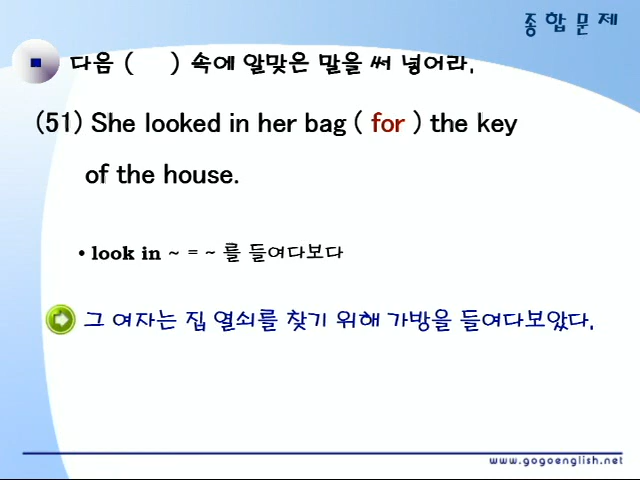 종합문제
다음 (    ) 속에 알맞은 말을 써 넣어라.
(51) She looked in her bag ( for ) the key
of the house.
• look in ~ = ~ 를 들여다보다
그 여자는 집 열쇠를 찾기 위해 가방을 들여다보았다.
www.gogoenglish.net